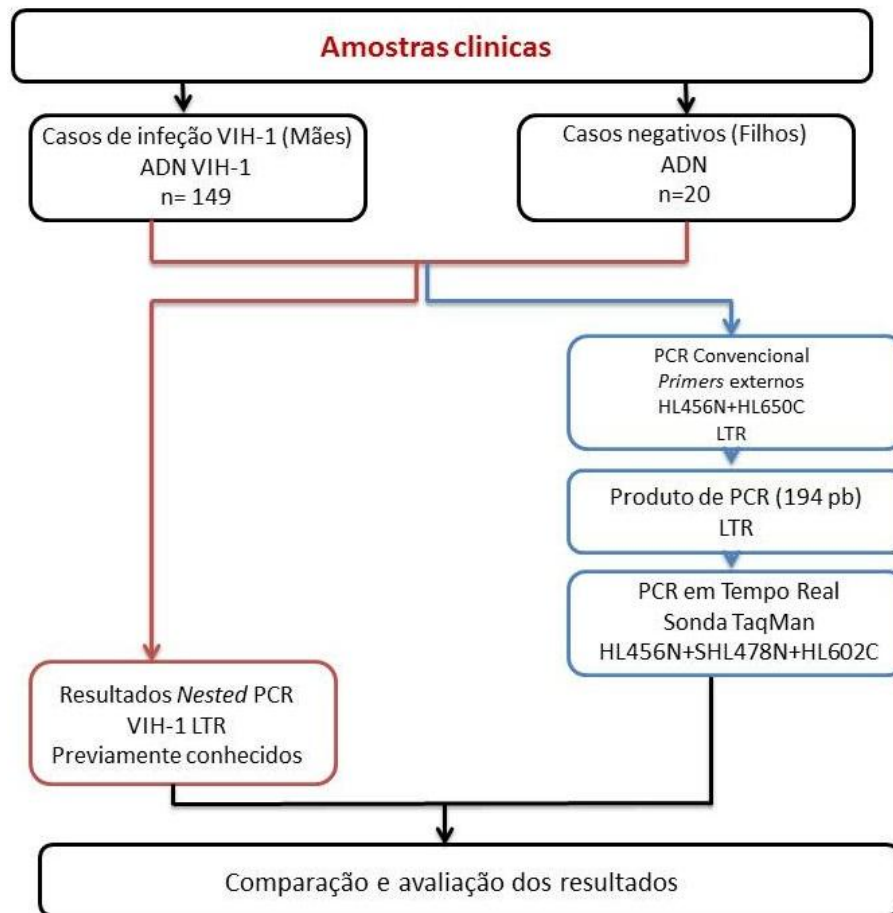 Amostras clinicas
Casos de infeção VIH-1 (Mães)
ADN VIH-1
n= 149
Casos negativos (Filhos)
ADN
n=20
PCR Convencional
Primers externos
HL456N+HL650C
LTR
Produto de PCR (194 pb)
LTR
PCR em Tempo Real
Sonda TaqMan
HL456N+SHL478N+HL602C
Resultados Nested PCR
VIH-1 LTR
Previamente conhecidos
Comparação e avaliação dos resultados